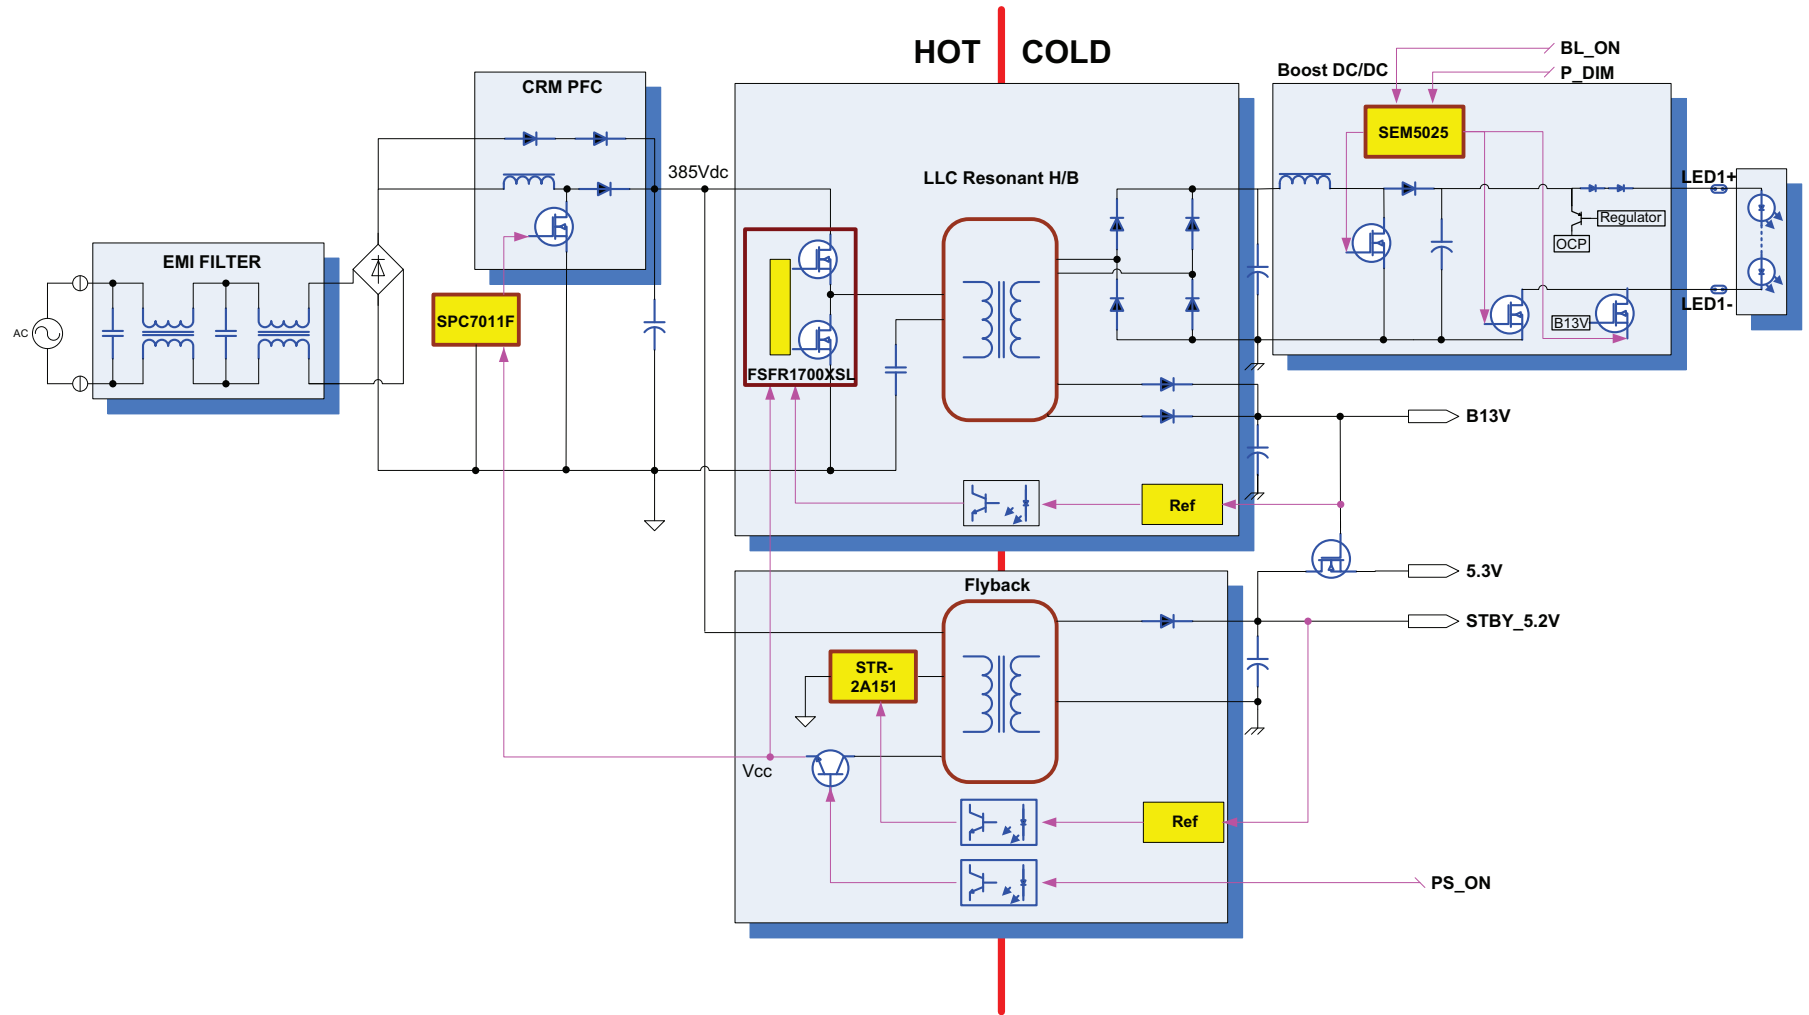 HOT
COLD
BL_ON
P_DIM
Boost DC/DC
CRM PFC
SEM5025
385Vdc
LLC Resonant H/B
LED1+
Regulator
OCP
EMI FILTER
AC
SPC7011F
LED1-
B13V
FSFR1700XSL
B13V
Ref
5.3V
Flyback
STBY_5.2V
STR-
2A151
Vcc
Ref
PS_ON